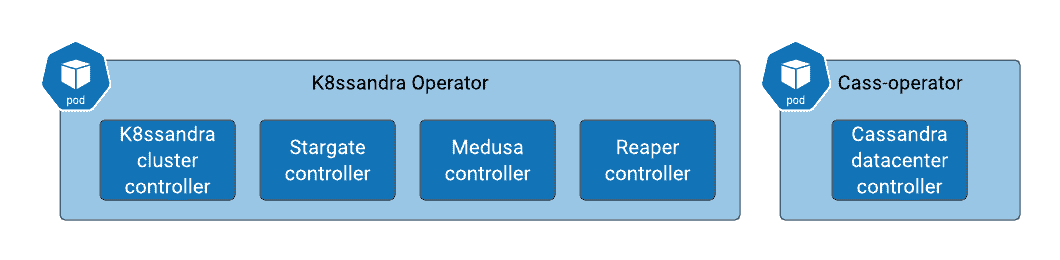 K8ssandra Operator
pod
K8ssandra
cluster
controller
Stargate
controller
Medusa
controller
Reaper
controller
Cass-operator
pod
Cassandra
datacenter
controller